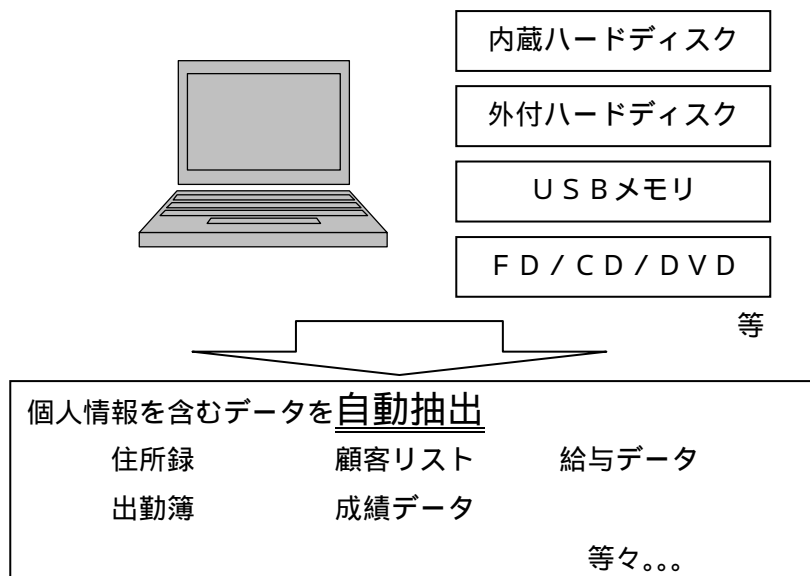 内蔵ハードディスク
外付ハードディスク
ＵＳＢメモリ
ＦＤ／ＣＤ／ＤＶＤ
等
個人情報を含むデータを自動抽出
住所録　顧客リスト　給与データ
出勤簿　成績データ
等々。。。